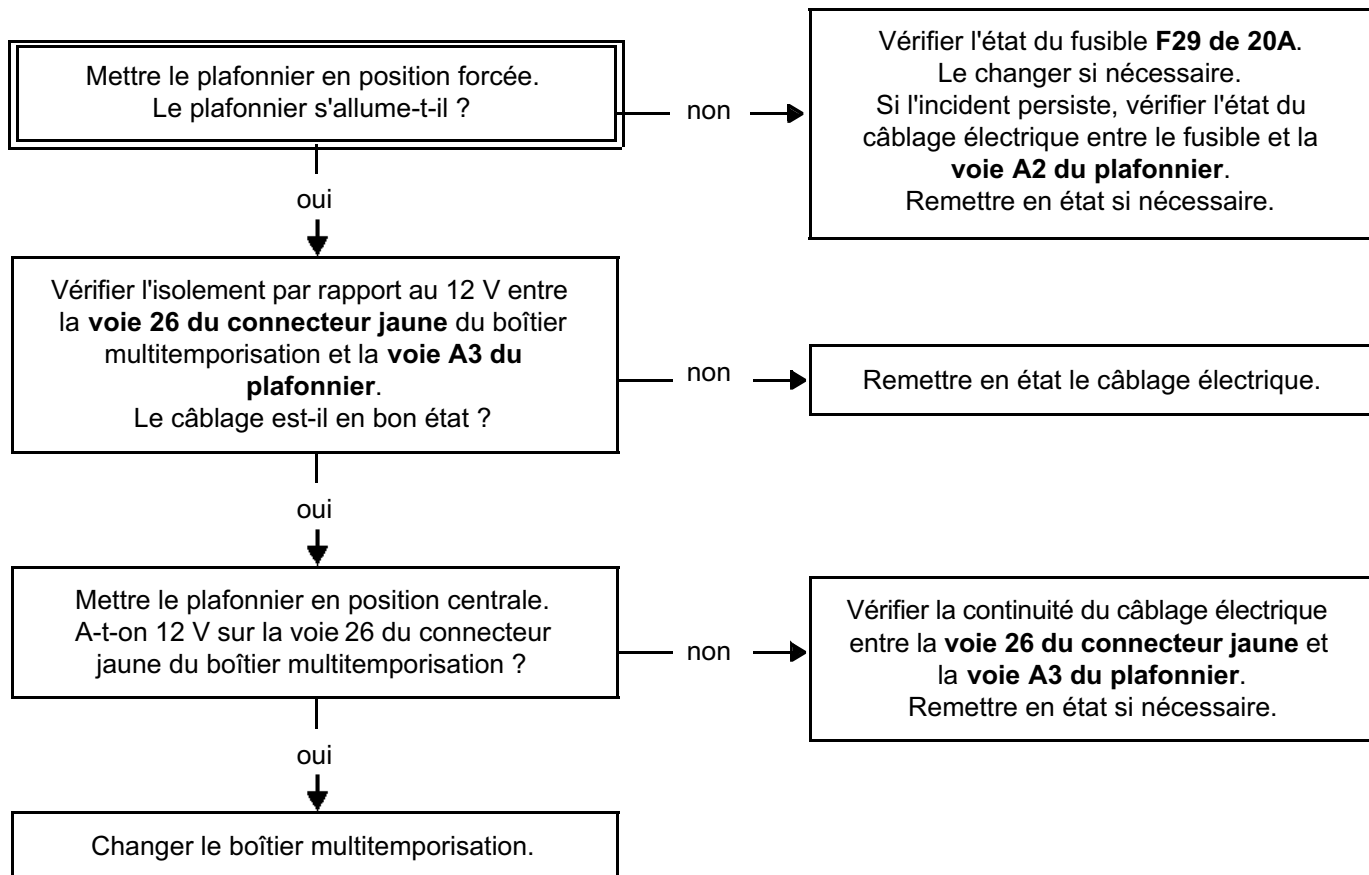 Mettre le plafonnier en position forcée.
Le plafonnier s'allume-t-il ?
non
Vérifier l'état du fusible F29 de 20A.
Le changer si nécessaire.
Si l'incident persiste, vérifier l'état du
câblage électrique entre le fusible et la
voie A2 du plafonnier.
Remettre en état si nécessaire.
oui
Vérifier l'isolement par rapport au 12 V entre
la voie 26 du connecteur jaune du boîtier
multitemporisation et la voie A3 du
plafonnier.
Le câblage est-il en bon état ?
non
Remettre en état le câblage électrique.
oui
Mettre le plafonnier en position centrale.
A-t-on 12 V sur la voie 26 du connecteur
jaune du boîtier multitemporisation ?
non
Vérifier la continuité du câblage électrique
entre la voie 26 du connecteur jaune et
la voie A3 du plafonnier.
Remettre en état si nécessaire.
oui
Changer le boîtier multitemporisation.